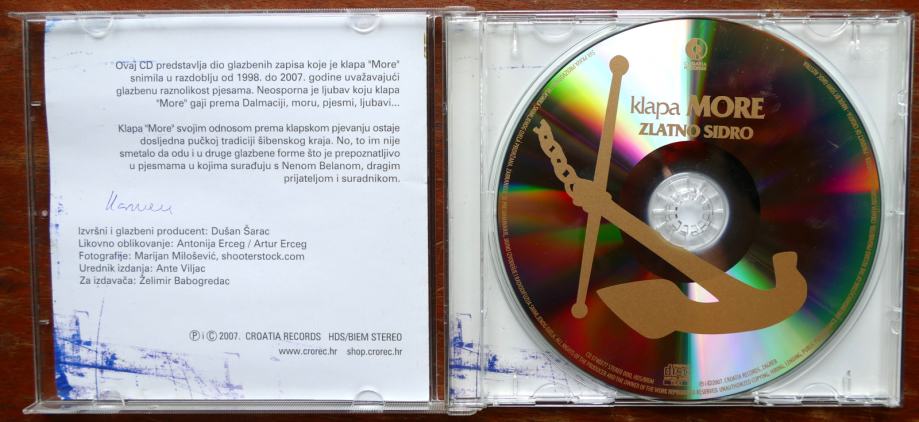 Ovaj CD predstavlja dio glazbenih zapisa koje je klapa "More"
snimila u razdoblju od 1998. do 2007. godine uvažavajući
glazbenu raznolikost pjesama. Neosporna je ljubav koju klapa
"More" gaji prema Dalmaciji, moru, pjesmi, ljubavi...
Klapa "More" svojim odnosom prema klapskom pjevanju ostaje
dosljedna pučkoj tradiciji šibenskog kraja. No, to im nije
smetalo da odu i u druge glazbene forme što je prepoznatljivo
u pjesmama u kojima surađuju s Nenom Belanom, dragim
prijateljom i suradnikom.
Izvršni i glazbeni producent: Dušan Šarac
Likovno oblikovanje: Antonija Erceg / Artur Erceg
Fotografije: Marijan Milošević, shooterstock.com
Urednik izdanja: Ante Viljac
Za izdavača: Želimir Babogredac
Ⓟ i © 2007. CROATIA RECORDS HDS/BIEM STEREO
www.crorec.hr shop.crorec.hr
CROATIA
RECORDS
klapa MORE
ZLATNO SIDRO